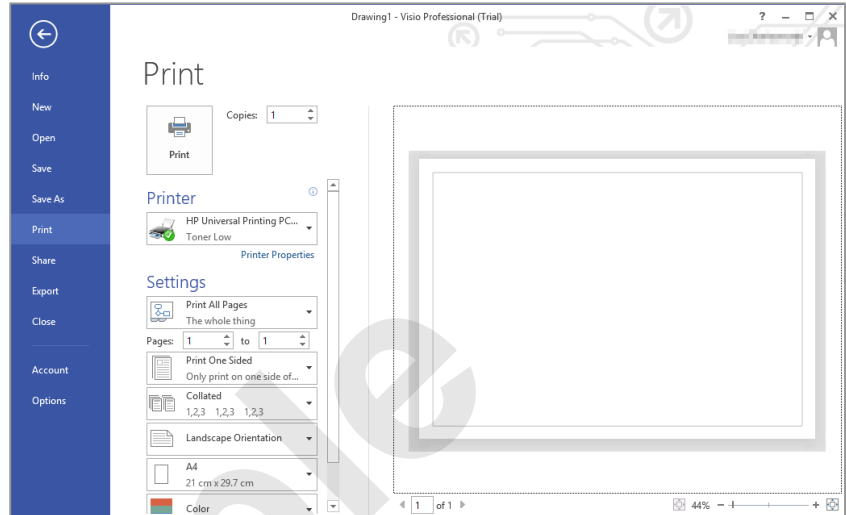 Drawing1 - Visio Professional (Trial)
?
Info
New
Open
Save
Save As
Print
Share
Export
Close
Account
Options
Print
Print
Copies: 1
Printer
HP Universal Printing PC...
Toner Low
Printer Properties
Settings
Print All Pages
The whole thing
Pages: 1 to 1
Print One Sided
Only print on one side of...
Collated
1,2,3 1,2,3 1,2,3
Landscape Orientation
A4
21 cm x 29.7 cm
Color
1 of 1
44%